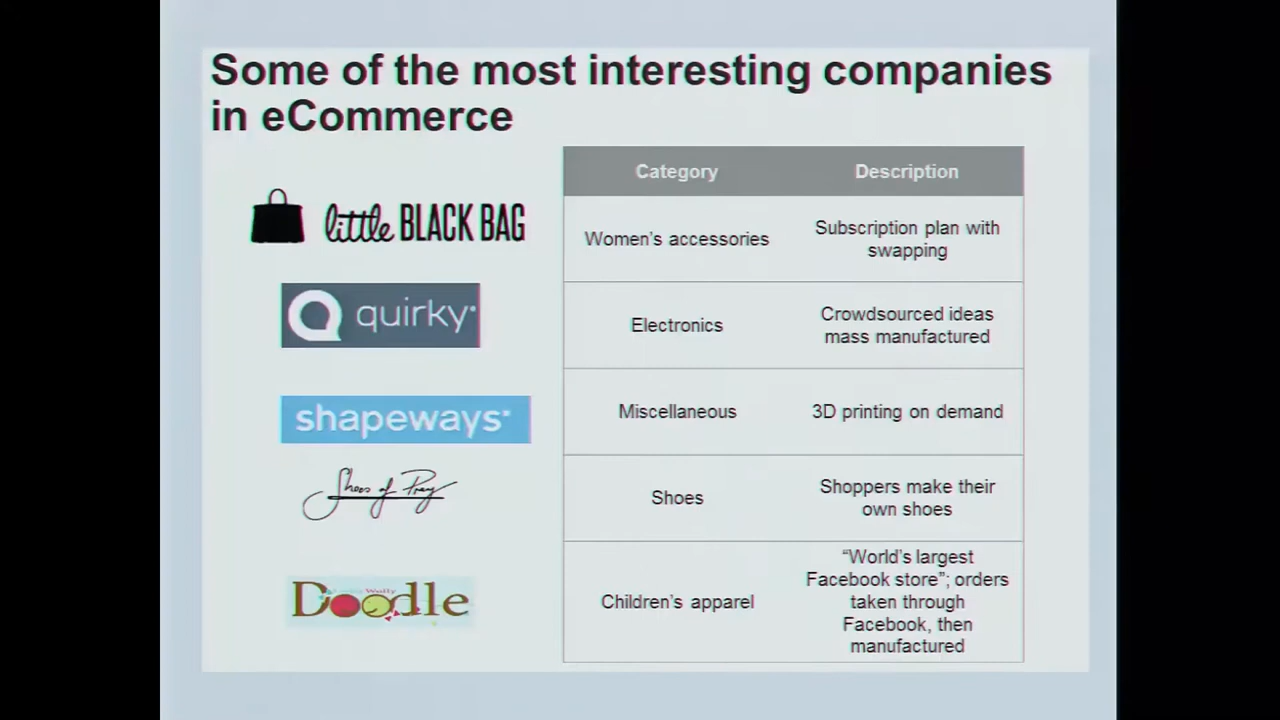 Some of the most interesting companies
in eCommerce
Category
Description
little BLACK BAG
Women's accessories
Subscription plan with
swapping
quirky
Electronics
Crowdsourced ideas
mass manufactured
shapeways
Miscellaneous
3D printing on demand
Shoes of Prey
Shoes
Shoppers make their
own shoes
Doodle
Children's apparel
“World's largest
Facebook store”; orders
taken through
Facebook, then
manufactured